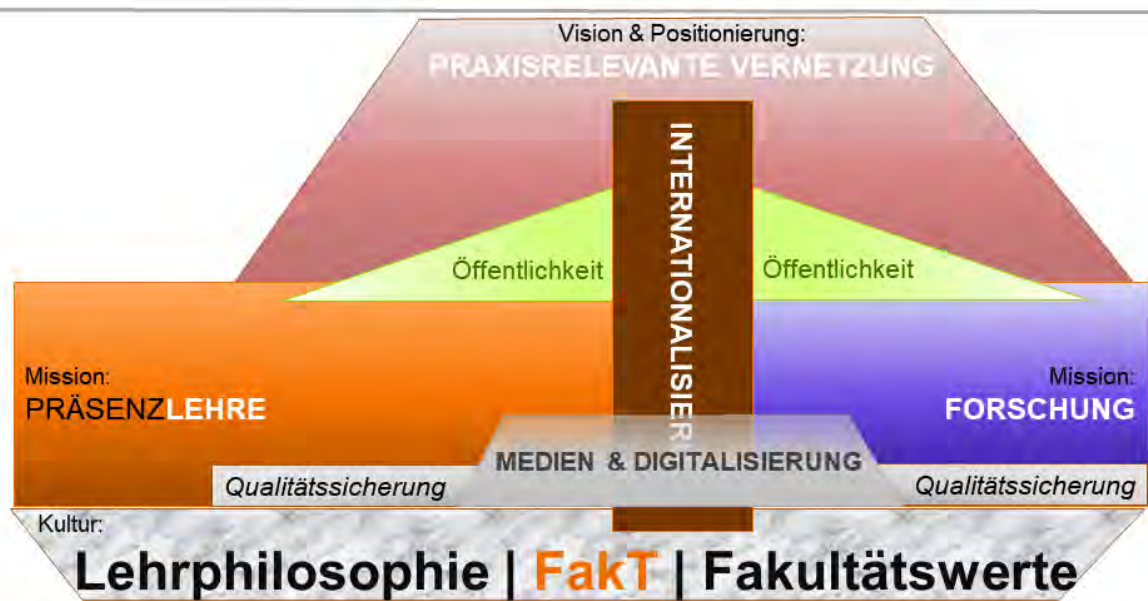 Vision & Positionierung:
PRAXISRELEVANTE VERNETZUNG
INTERNATIONALISIER
Öffentlichkeit
Öffentlichkeit
Mission:
PRÄSENZLEHRE
Mission:
FORSCHUNG
MEDIEN & DIGITALISIERUNG
Qualitätssicherung
Qualitätssicherung
Kultur:
Lehrphilosophie | FakT | Fakultätswerte